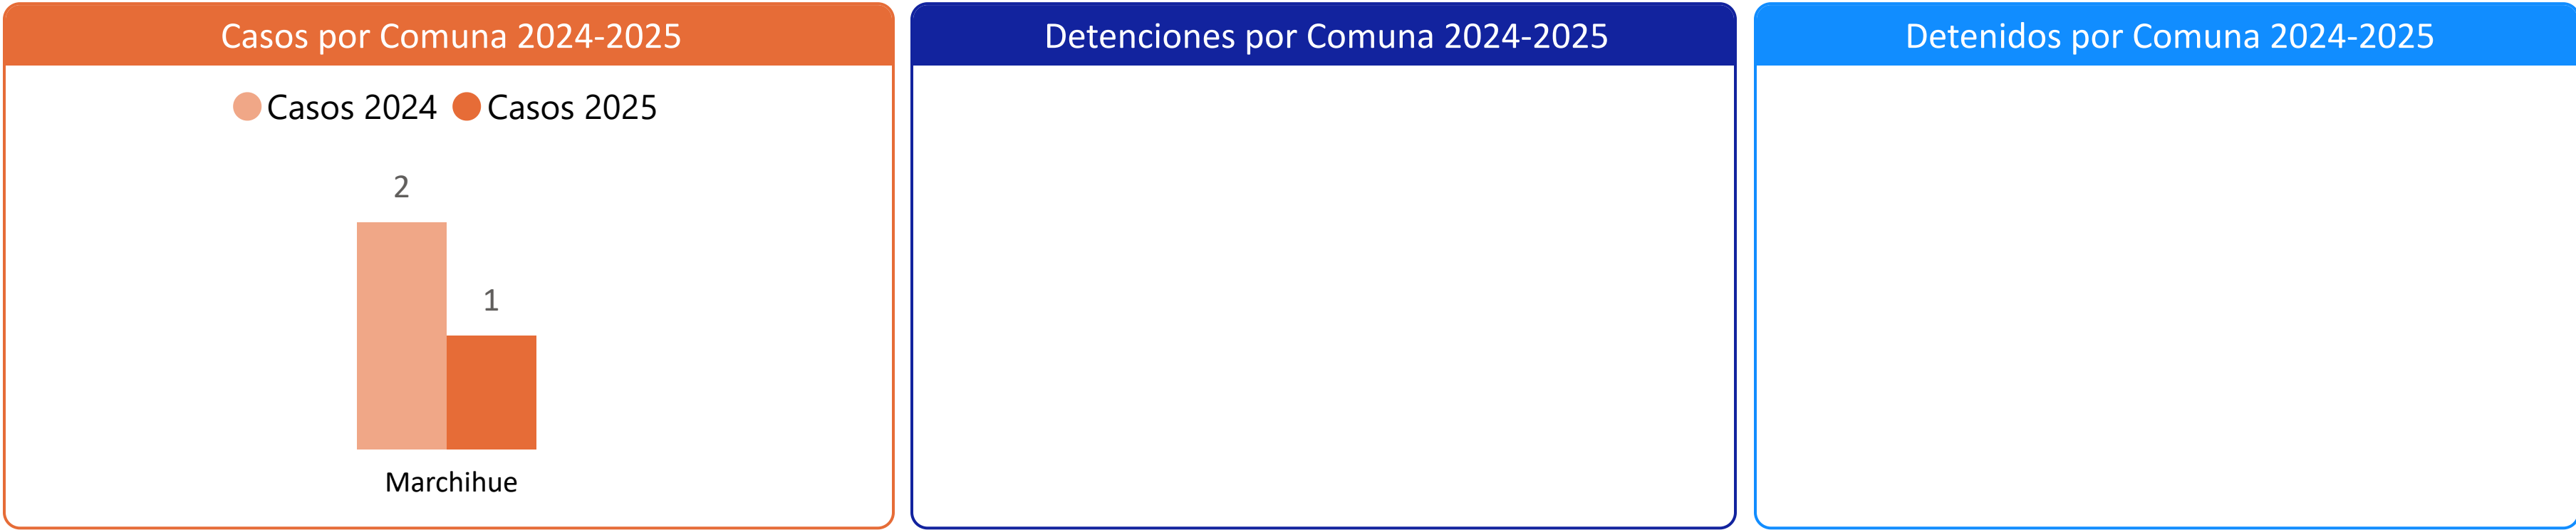 Casos por Comuna 2024-2025
Casos 2024 Casos 2025
2
1
Marchihue
Detenciones por Comuna 2024-2025
Detenidos por Comuna 2024-2025